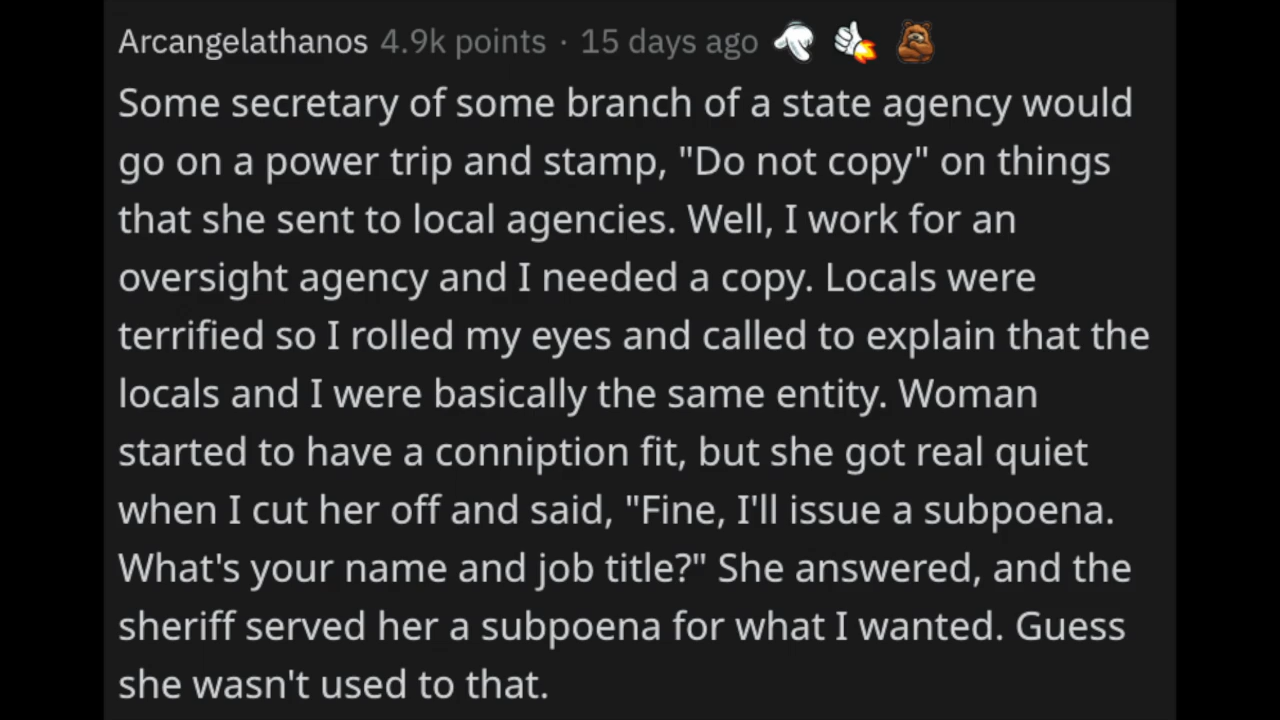 Arcangelathanos 4.9k points · 15 days ago
Some secretary of some branch of a state agency would
go on a power trip and stamp, "Do not copy" on things
that she sent to local agencies. Well, I work for an
oversight agency and I needed a copy. Locals were
terrified so I rolled my eyes and called to explain that the
locals and I were basically the same entity. Woman
started to have a conniption fit, but she got real quiet
when I cut her off and said, "Fine, I'll issue a subpoena.
What's your name and job title?" She answered, and the
sheriff served her a subpoena for what I wanted. Guess
she wasn't used to that.